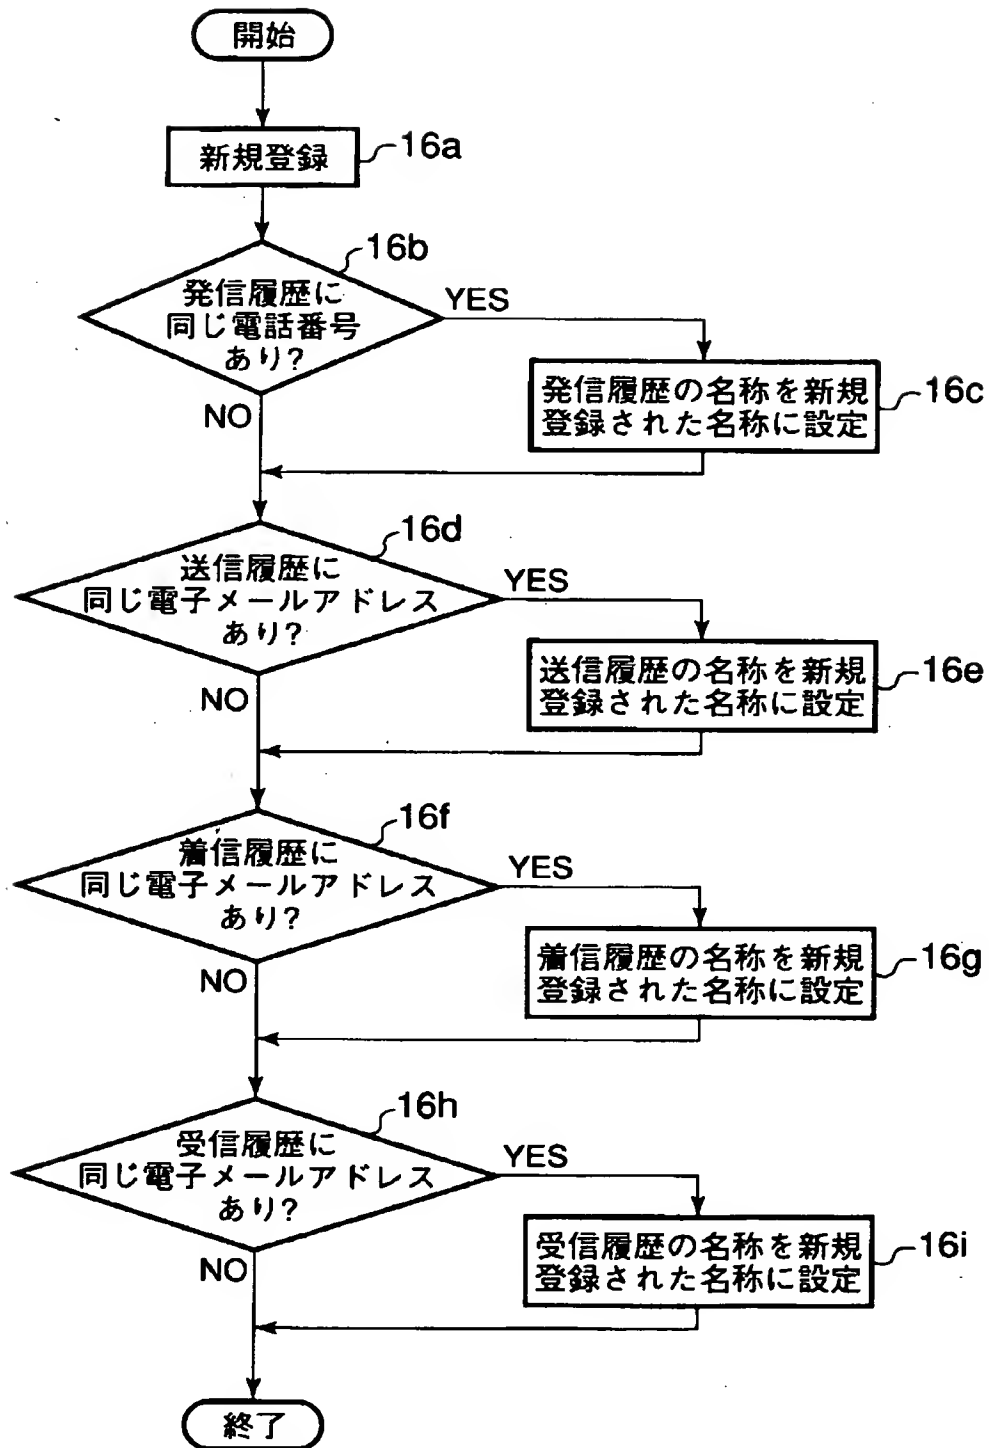 開始
新規登録
16a
16b
発信履歴に
同じ電話番号
あり?
YES
NO
発信履歴の名称を新規
登録された名称に設定
16c
16d
送信履歴に
同じ電子メールアドレス
あり?
YES
NO
送信履歴の名称を新規
登録された名称に設定
16e
16f
着信履歴に
同じ電子メールアドレス
あり?
YES
NO
着信履歴の名称を新規
登録された名称に設定
16g
16h
受信履歴に
同じ電子メールアドレス
あり?
YES
NO
受信履歴の名称を新規
登録された名称に設定
16i
終了